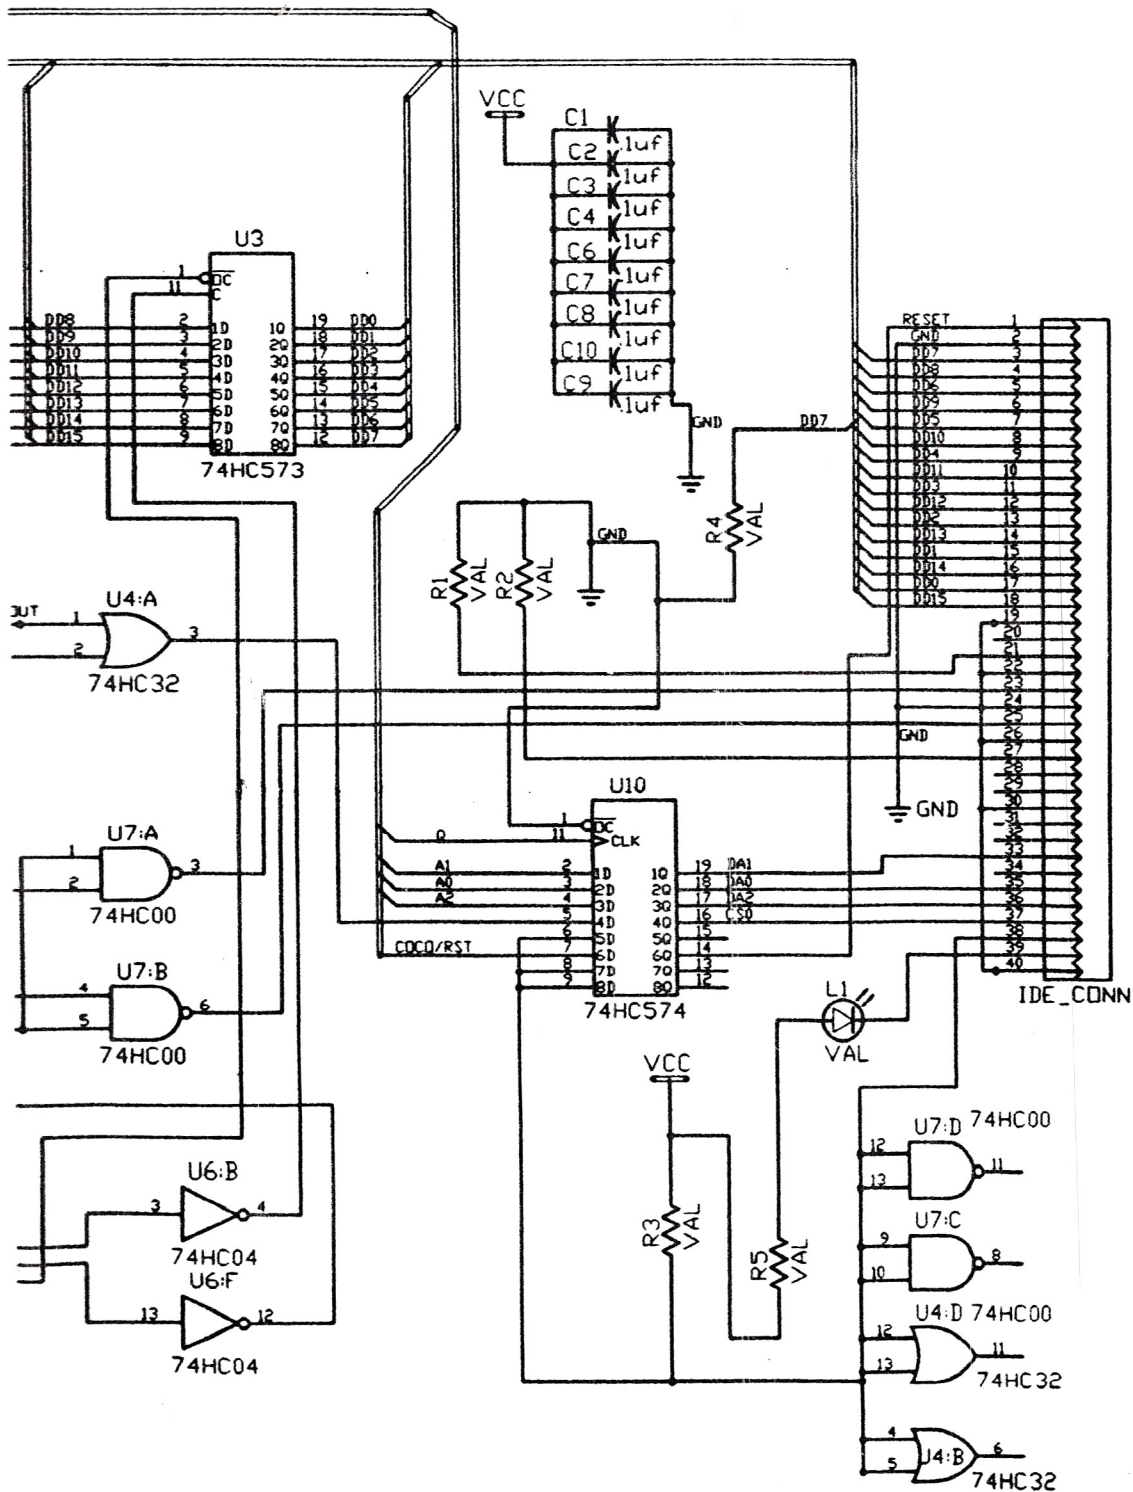 VCC
C1
.1uf
C2
.1uf
C3
.1uf
C4
.1uf
C6
.1uf
C7
.1uf
C8
.1uf
C10
.1uf
C9
.1uf
GND
U3
1
OC
11
C
DD8 2 1D 1Q 19 DD0
DD9 3 2D 2Q 18 DD1
DD10 4 3D 3Q 17 DD2
DD11 5 4D 4Q 16 DD3
DD12 6 5D 5Q 15 DD4
DD13 7 6D 6Q 14 DD5
DD14 8 7D 7Q 13 DD6
DD15 9 8D 8Q 12 DD7
74HC573
RESET 1
GND 2
DD7 3
DD8 4
DD6 5
DD9 6
DD5 7
DD10 8
DD4 9
DD11 10
DD3 11
DD12 12
DD2 13
DD13 14
DD1 15
DD14 16
DD0 17
DD15 18
19
20
21
22
23
24
25
26
27
28
29
30
31
32
33
34
35
36
37
38
39
40
IDE_CONN
GND
GND
DD7
R4
VAL
GND
R1
VAL
R2
VAL
U4:A
1
2
3
74HC32
U10
1
OC
Q 11 CLK
A1 2 1D 1Q 19 DA1
A0 3 2D 2Q 18 DA0
A2 4 3D 3Q 17 DA2
5 4D 4Q 16 CS0
6 5D 5Q 15
COCO/RST 7 6D 6Q 14
8 7D 7Q 13
9 8D 8Q 12
74HC574
U7:A
1
2
3
74HC00
U7:B
4
5
6
74HC00
L1
VAL
VCC
R3
VAL
R5
VAL
U6:B
3
4
74HC04
U6:F
13
12
74HC04
U7:D 74HC00
12
13
11
U7:C
9
10
8
U4:D 74HC00
12
13
11
74HC32
4
5
6
74HC32